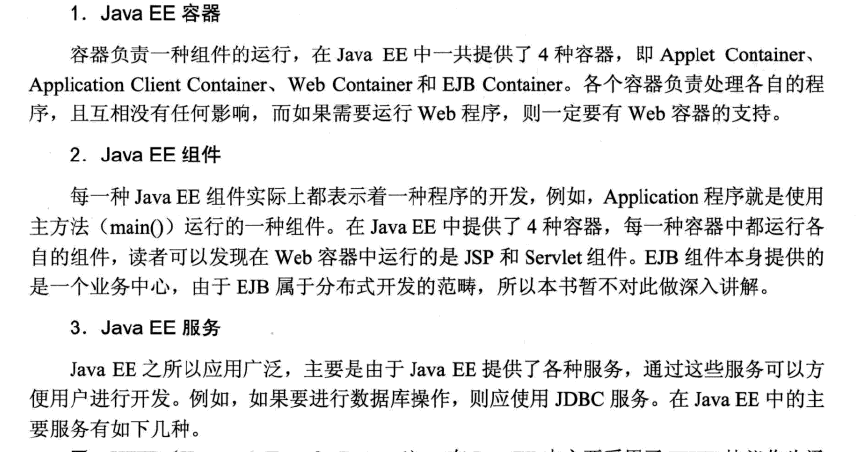 1．Java EE 容器
容器负责一种组件的运行，在 Java EE 中一共提供了 4 种容器，即 Applet Container、
Application Client Container、Web Container 和 EJB Container。各个容器负责处理各自的程
序，且互相没有任何影响，而如果需要运行 Web 程序，则一定要有 Web 容器的支持。
2．Java EE 组件
每一种 Java EE 组件实际上都表示着一种程序的开发，例如，Application 程序就是使用
主方法（main()）运行的一种组件。在 Java EE 中提供了 4 种容器，每一种容器中都运行各
自的组件，读者可以发现在 Web 容器中运行的是 JSP 和 Servlet 组件。EJB 组件本身提供的
是一个业务中心，由于 EJB 属于分布式开发的范畴，所以本书暂不对此做深入讲解。
3．Java EE 服务
Java EE 之所以应用广泛，主要是由于 Java EE 提供了各种服务，通过这些服务可以方
便用户进行开发。例如，如果要进行数据库操作，则应使用 JDBC 服务。在 Java EE 中的主
要服务有如下几种。